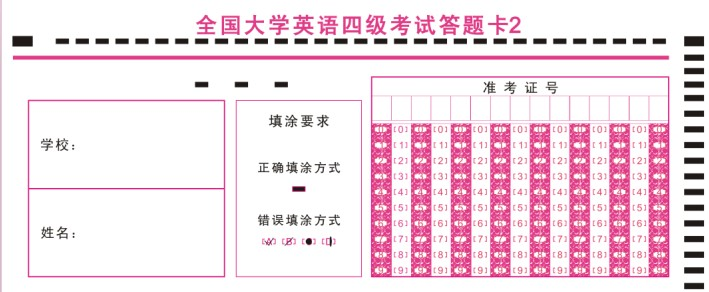 全国大学英语四级考试答题卡2
准考证号
填涂要求
学校：
正确填涂方式
姓名：
错误填涂方式
[A] [B] [●] [D]
[0] [0] [0] [0] [0] [0] [0] [0] [0] [0] [0] [0] [0] [0] [0]
[1] [1] [1] [1] [1] [1] [1] [1] [1] [1] [1] [1] [1] [1] [1]
[2] [2] [2] [2] [2] [2] [2] [2] [2] [2] [2] [2] [2] [2] [2]
[3] [3] [3] [3] [3] [3] [3] [3] [3] [3] [3] [3] [3] [3] [3]
[4] [4] [4] [4] [4] [4] [4] [4] [4] [4] [4] [4] [4] [4] [4]
[5] [5] [5] [5] [5] [5] [5] [5] [5] [5] [5] [5] [5] [5] [5]
[6] [6] [6] [6] [6] [6] [6] [6] [6] [6] [6] [6] [6] [6] [6]
[7] [7] [7] [7] [7] [7] [7] [7] [7] [7] [7] [7] [7] [7] [7]
[8] [8] [8] [8] [8] [8] [8] [8] [8] [8] [8] [8] [8] [8] [8]
[9] [9] [9] [9] [9] [9] [9] [9] [9] [9] [9] [9] [9] [9] [9]